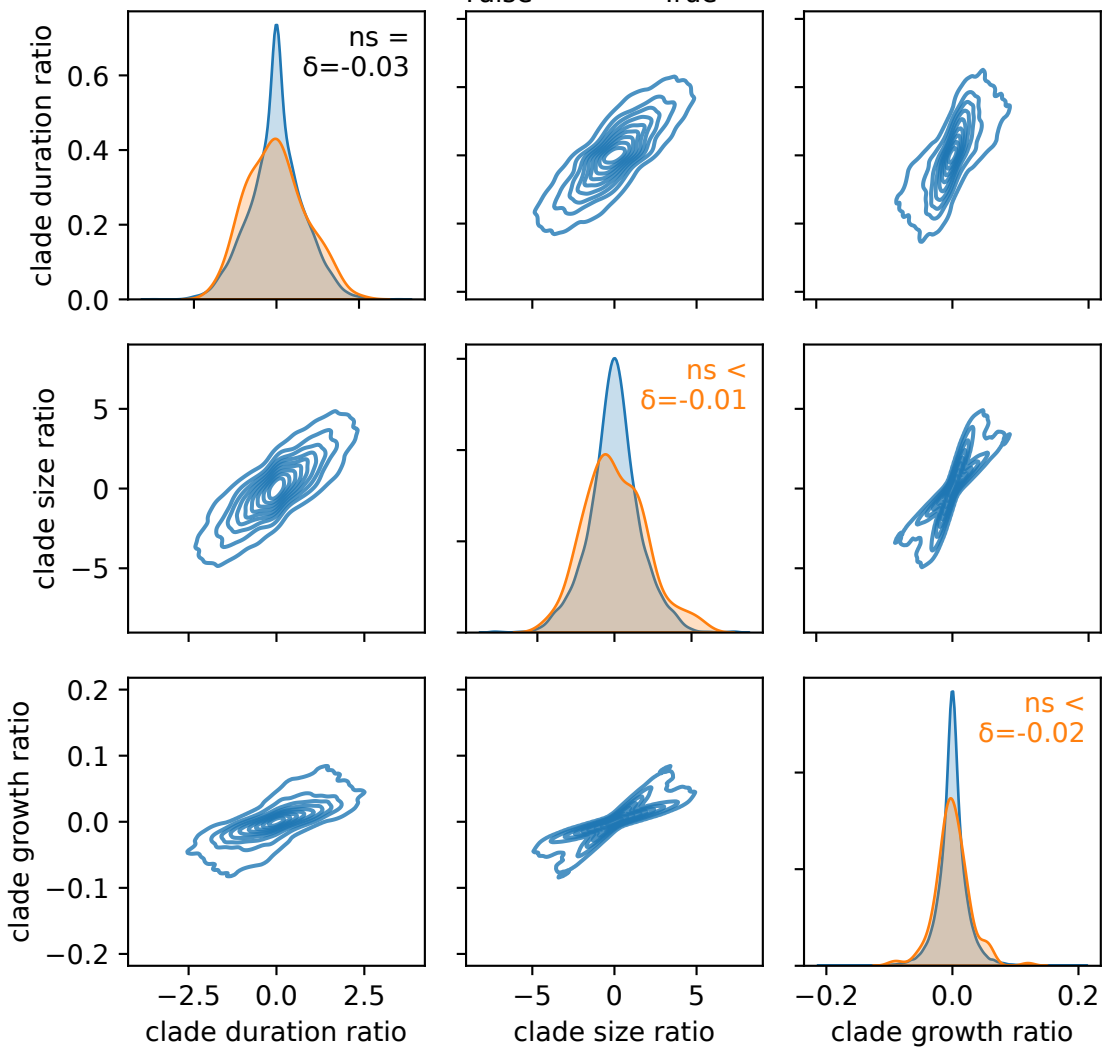 ns =
δ=-0.03
clade duration ratio
0.6
0.4
0.2
0.0
ns <
δ=-0.01
clade size ratio
5
0
−5
ns <
δ=-0.02
clade growth ratio
0.2
0.1
0.0
−0.1
−0.2
−2.5 0.0 2.5
−5 0 5
−0.2 0.0 0.2
clade duration ratio
clade size ratio
clade growth ratio